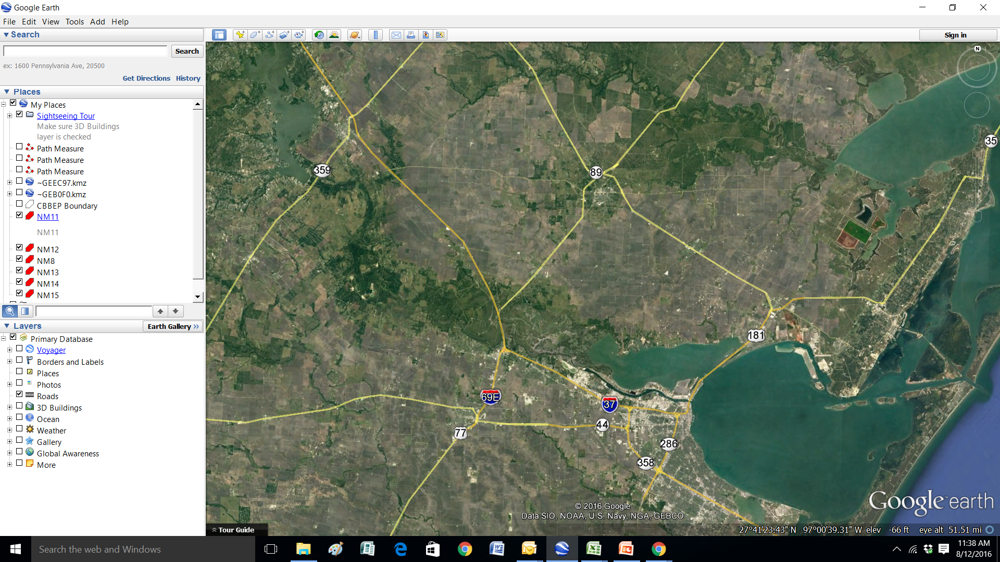 Google Earth
File Edit View Tools Add Help
Search
Search
ex: 1600 Pennsylvania Ave, 20500
Get Directions History
Places
My Places
Sightseeing Tour
Make sure 3D Buildings
layer is checked
Path Measure
Path Measure
Path Measure
~GEEC97.kmz
~GEB0F0.kmz
CBBEP Boundary
NM11
NM11
NM12
NM8
NM13
NM14
NM15
Layers
Earth Gallery »
Primary Database
Voyager
Borders and Labels
Places
Photos
Roads
3D Buildings
Ocean
Weather
Gallery
Global Awareness
More
Sign in
N
35
359
89
181
69E
37
44
77
286
358
Google earth
© 2016 Google
Data SIO, NOAA, U.S. Navy, NGA, GEBCO
Tour Guide
27°41'23.43" N 97°00'39.31" W elev -66 ft eye alt 51.51 mi
Search the web and Windows
11:38 AM
8/12/2016